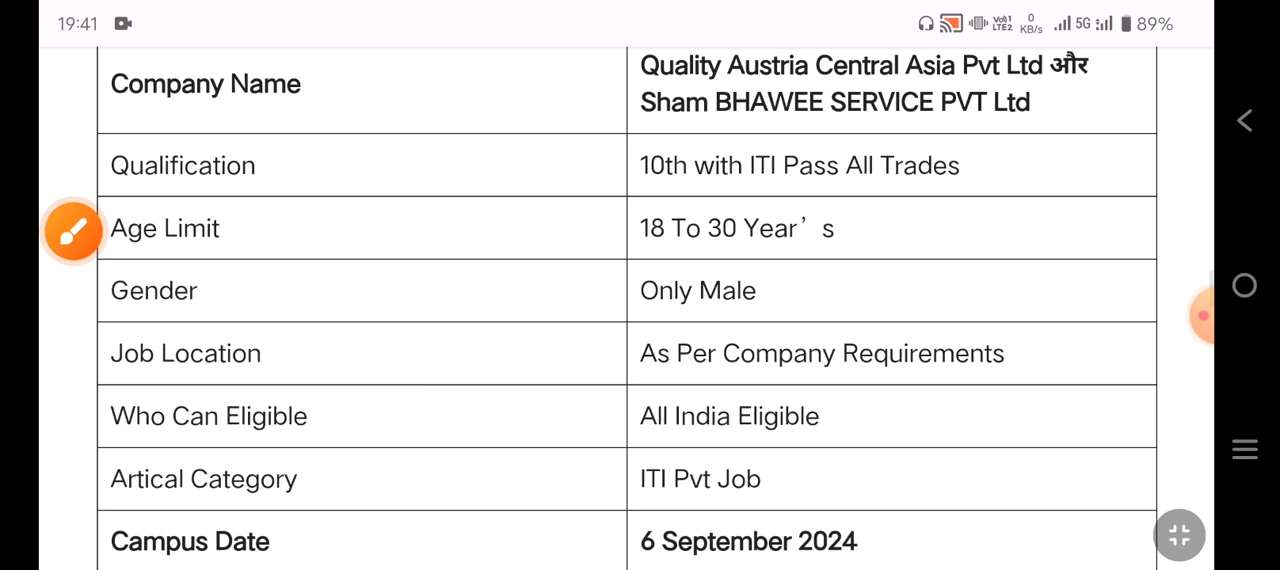 19:41
Vo)) 1
LTE2
0
KB/s
5G
89%
Company Name
Quality Austria Central Asia Pvt Ltd और
Sham BHAWEE SERVICE PVT Ltd
Qualification
10th with ITI Pass All Trades
Age Limit
18 To 30 Year’s
Gender
Only Male
Job Location
As Per Company Requirements
Who Can Eligible
All India Eligible
Artical Category
ITI Pvt Job
Campus Date
6 September 2024